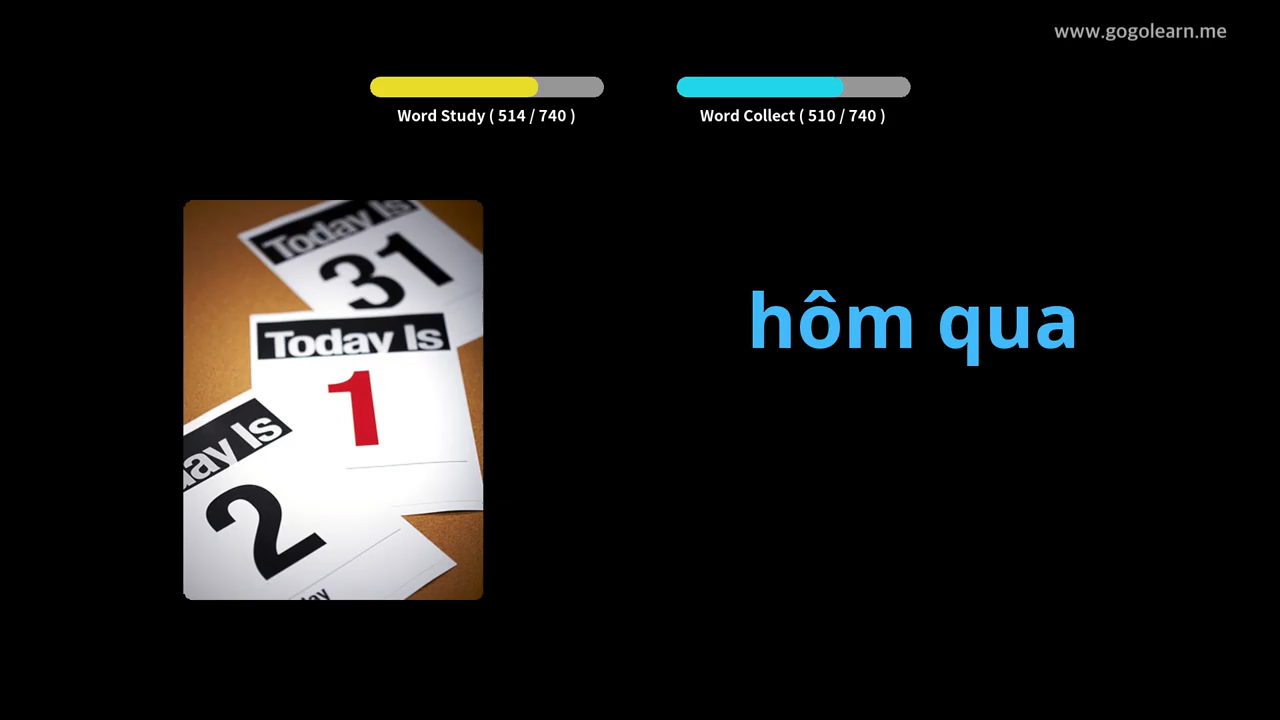 www.gogolearn.me
Word Study ( 514 / 740 )
Word Collect ( 510 / 740 )
Today Is
31
Today Is
1
ay Is
2
ay
hôm qua